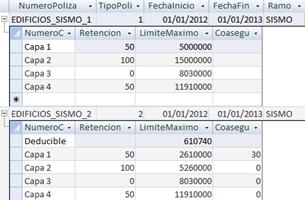 NumeroPoliza TipoPoli FechaInicio FechaFin Ramo
EDIFICIOS_SISMO_1 1 01/01/2012 01/01/2013 SISMO
NumeroC Retencion LimiteMaximo Coasegu
Capa 1 50 5000000
Capa 2 100 15000000
Capa 3 0 8030000
Capa 4 50 11910000
EDIFICIOS_SISMO_2 2 01/01/2012 01/01/2013 SISMO
NumeroC Retencion LimiteMaximo Coasegu
Deducible 610740
Capa 1 50 2610000 30
Capa 2 100 5260000 0
Capa 3 0 8030000 0
Capa 4 50 11910000 0